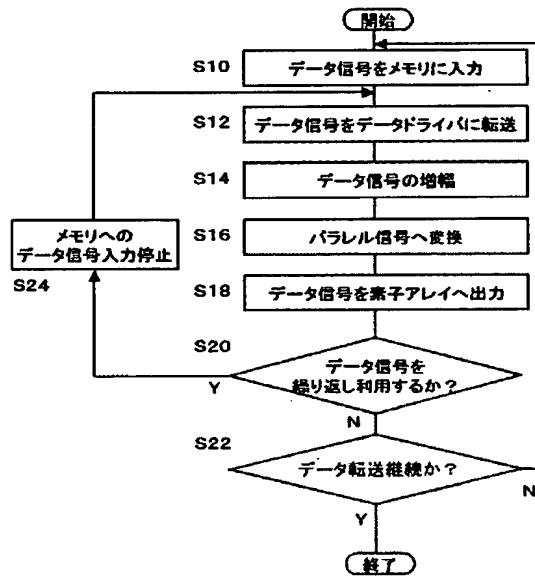 開始
S10
データ信号をメモリに入力
S12
データ信号をデータドライバに転送
S14
データ信号の増幅
メモリへの
データ信号入力停止
S24
S16
パラレル信号へ変換
S18
データ信号を素子アレイへ出力
S20
データ信号を
繰り返し利用するか？
Y
N
S22
データ転送継続か？
N
Y
終了